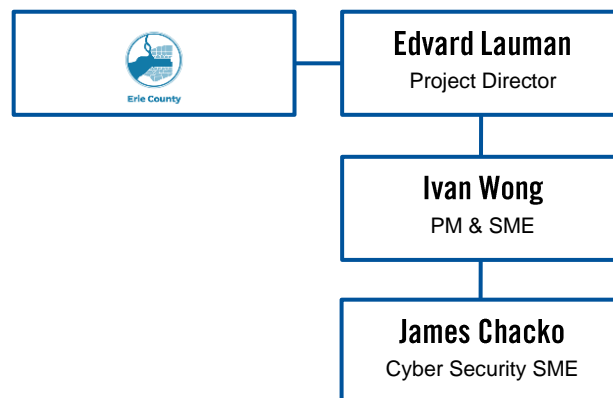 Erie County
Edvard Lauman
Project Director
Ivan Wong
PM & SME
James Chacko
Cyber Security SME